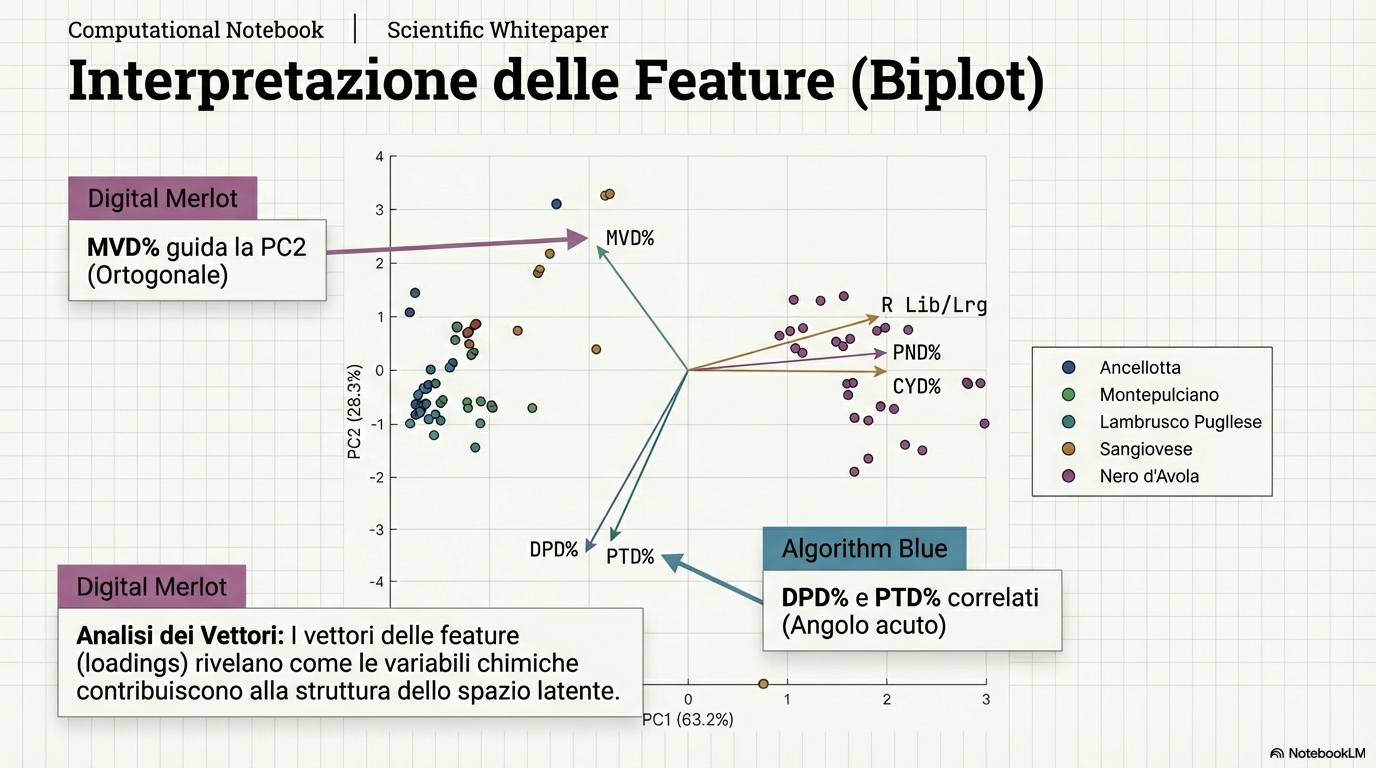 Computational Notebook | Scientific Whitepaper
Interpretazione delle Feature (Biplot)
Digital Merlot
MVD% guida la PC2
(Ortogonale)
4
3
2
1
0
-1
-2
-3
-4
PC2 (28.3%)
MVD%
R Lib/Lrg
PND%
CYD%
DPD%
PTD%
Ancellotta
Montepulciano
Lambrusco Pugllese
Sangiovese
Nero d'Avola
Algorithm Blue
DPD% e PTD% correlati
(Angolo acuto)
Digital Merlot
Analisi dei Vettori: I vettori delle feature
(loadings) rivelano come le variabili chimiche
contribuiscono alla struttura dello spazio latente.
0
1
2
3
PC1 (63.2%)
NotebookLM